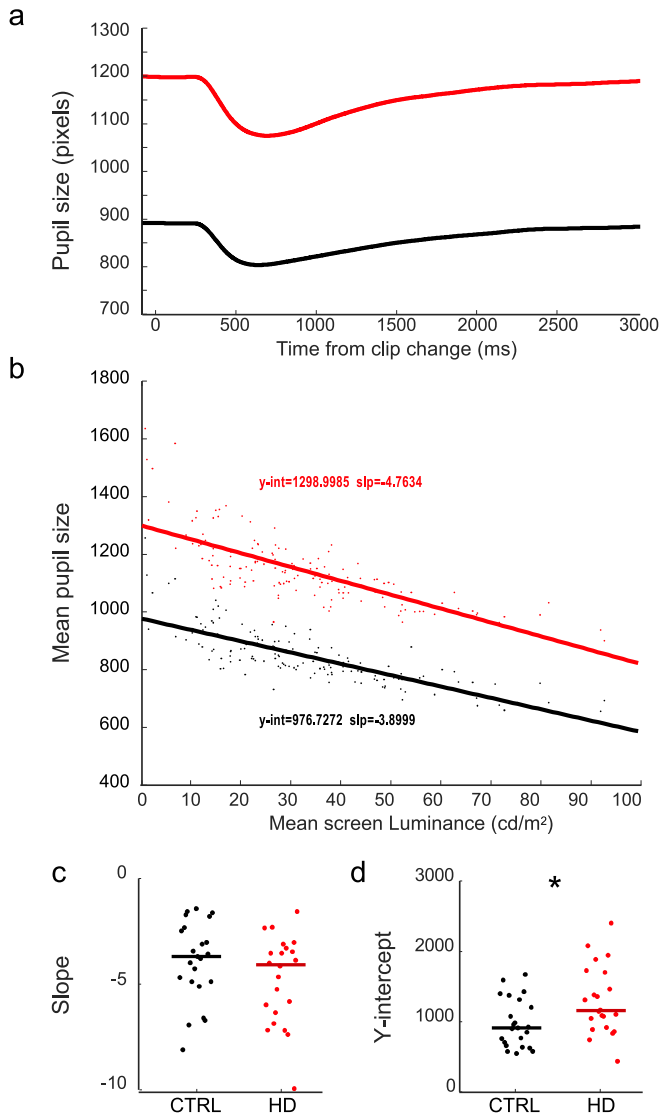 a
1300
1200
1100
1000
900
800
700
Pupil size (pixels)
0 500 1000 1500 2000 2500 3000
Time from clip change (ms)
b
1800
1600
1400
1200
1000
800
600
400
Mean pupil size
y-int=1298.9985 slp=-4.7634
y-int=976.7272 slp=-3.8999
0 10 20 30 40 50 60 70 80 90 100
Mean screen Luminance (cd/m²)
c
0
-5
-10
Slope
CTRL HD
d
3000
2000
1000
0
Y-intercept
*
CTRL HD